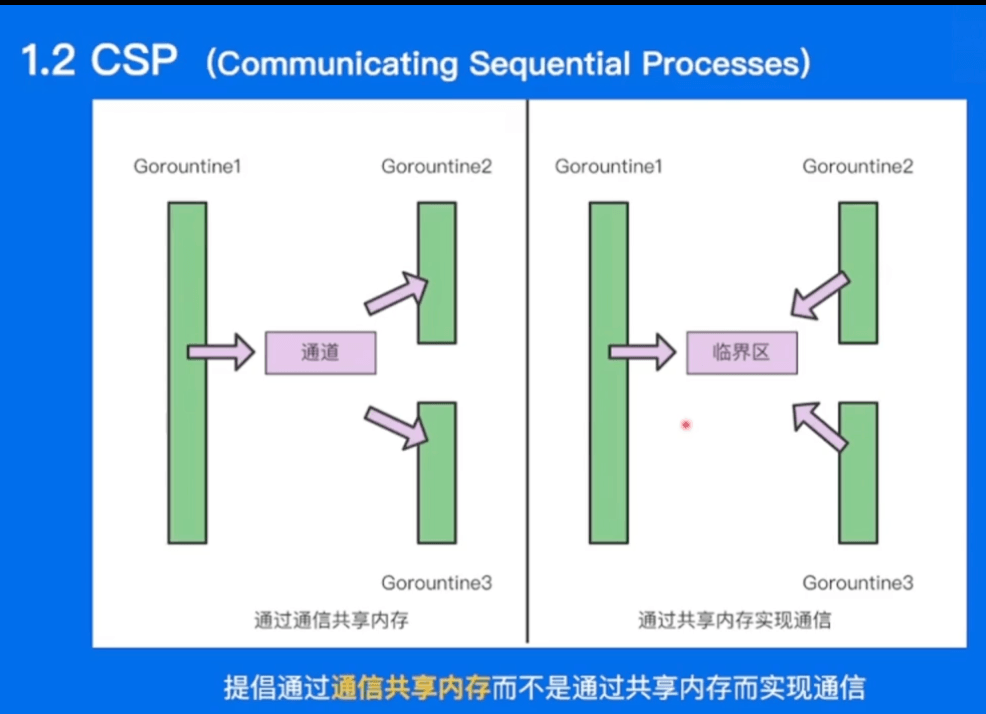 1.2 CSP (Communicating Sequential Processes)
Gorountine1
Gorountine2
通道
Gorountine3
通过通信共享内存
Gorountine1
Gorountine2
临界区
Gorountine3
通过共享内存实现通信
提倡通过通信共享内存而不是通过共享内存而实现通信